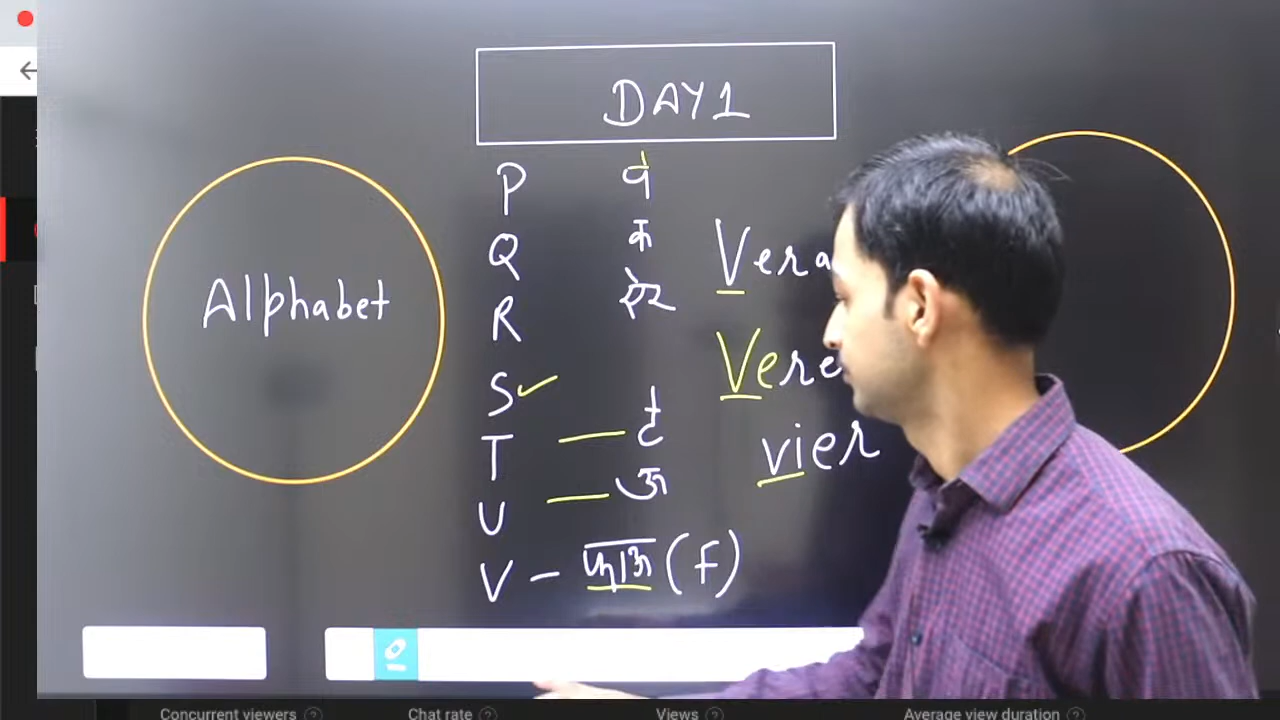 DAY 1
Alphabet
P पे
Q कू
R एर
S
T — टे
U — ऊ
V — फाऊ (f)
Vera
Vere
vier
Concurrent viewers
Chat rate
Views
Average view duration